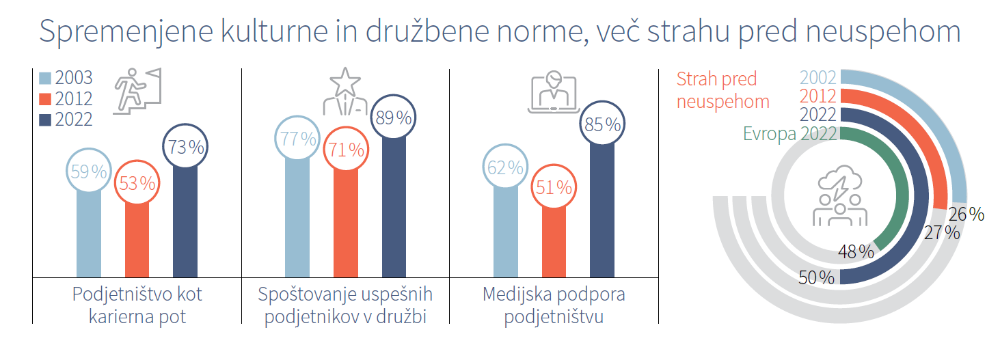 Spremenjene kulturne in družbene norme, več strahu pred neuspehom
2003
2012
2022
59 %
53 %
73 %
Podjetništvo kot
karierna pot
77 %
71 %
89 %
Spoštovanje uspešnih
podjetnikov v družbi
62 %
51 %
85 %
Medijska podpora
podjetništvu
Strah pred
neuspehom
2002
2012
2022
Evropa 2022
26 %
27 %
48 %
50 %